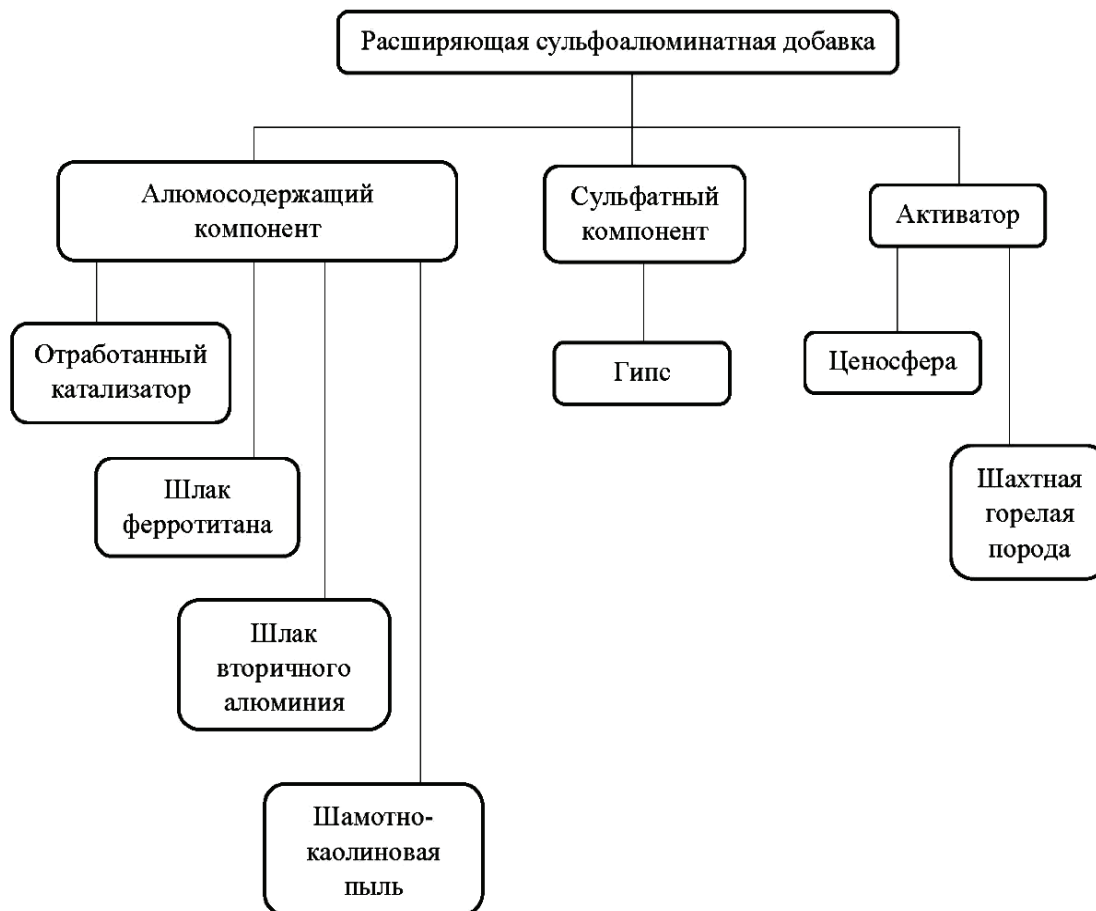 Расширяющая сульфоалюминатная добавка
Алюмосодержащий
компонент
Сульфатный
компонент
Активатор
Отработанный
катализатор
Гипс
Ценосфера
Шлак
ферротитана
Шахтная
горелая
порода
Шлак
вторичного
алюминия
Шамотно-
каолиновая
пыль